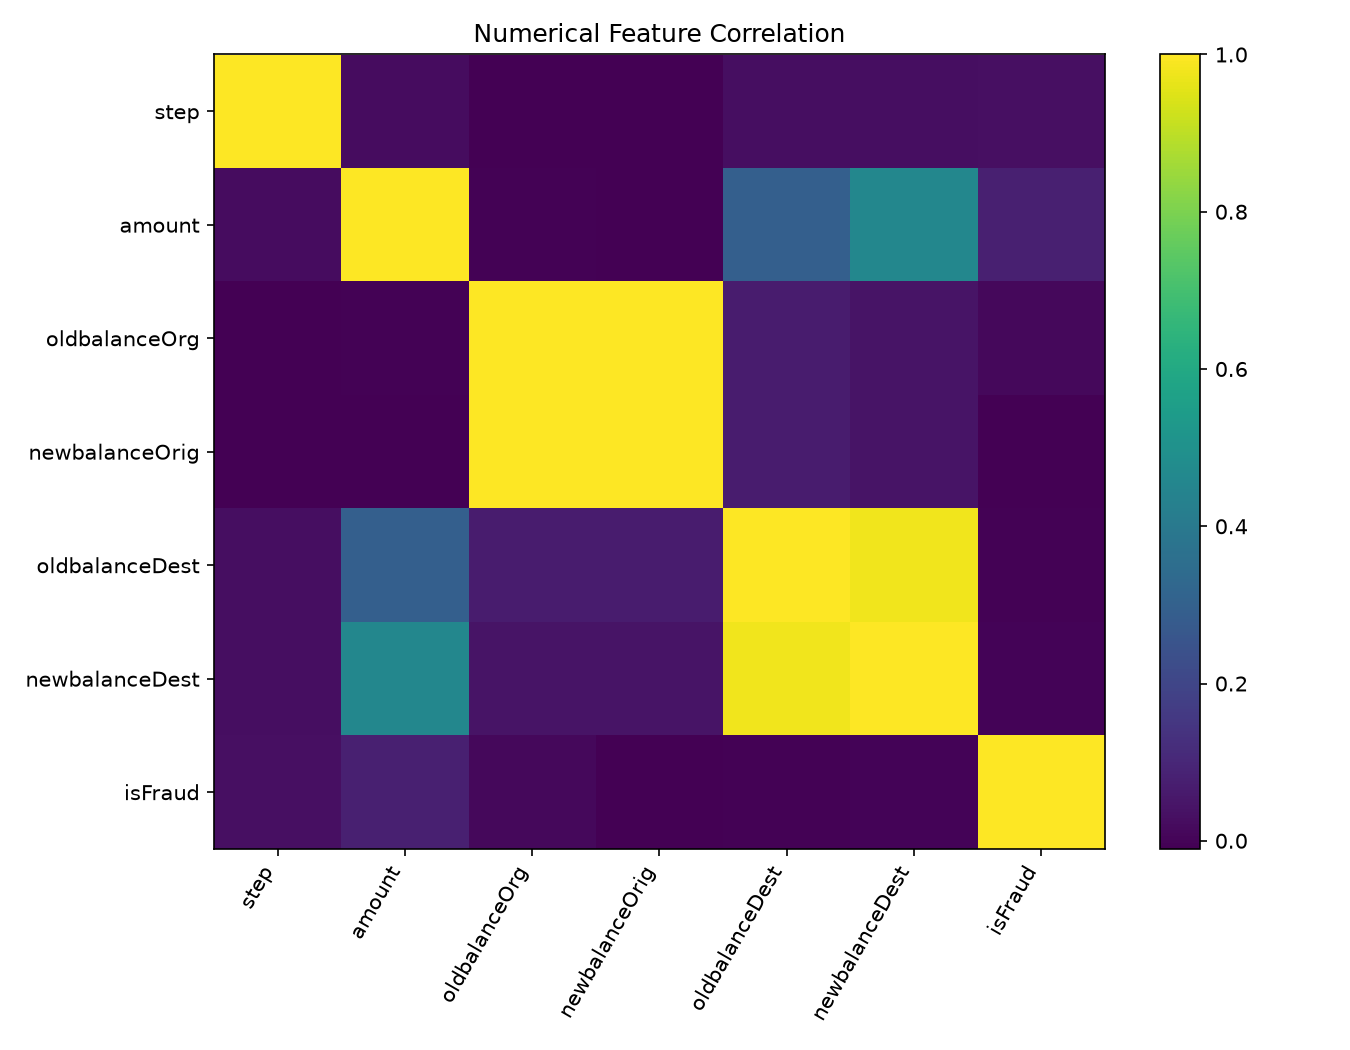 Numerical Feature Correlation
step
amount
oldbalanceOrg
newbalanceOrig
oldbalanceDest
newbalanceDest
isFraud
step
amount
oldbalanceOrg
newbalanceOrig
oldbalanceDest
newbalanceDest
isFraud
1.0
0.8
0.6
0.4
0.2
0.0